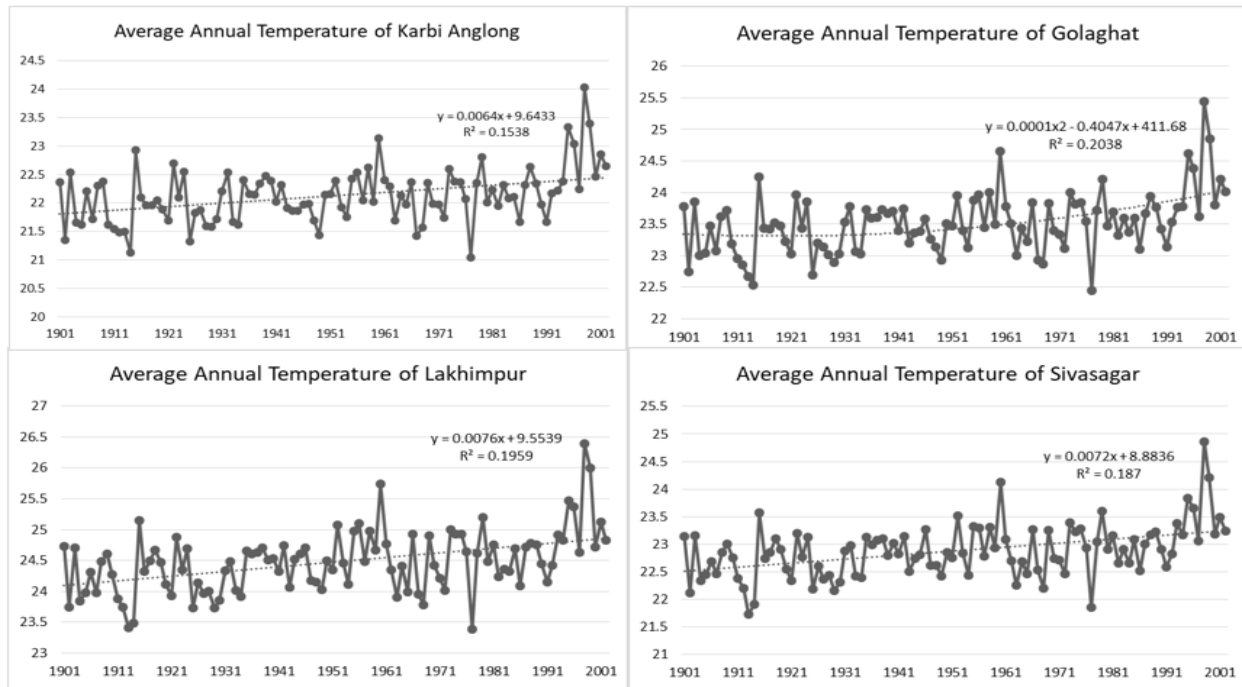 Average Annual Temperature of Karbi Anglong
24.5
24
23.5
23
22.5
22
21.5
21
20.5
20
y = 0.0064x + 9.6433
R² = 0.1538
1901 1911 1921 1931 1941 1951 1961 1971 1981 1991 2001
Average Annual Temperature of Golaghat
26
25.5
25
24.5
24
23.5
23
22.5
22
y = 0.0001x2 - 0.4047x + 411.68
R² = 0.2038
1901 1911 1921 1931 1941 1951 1961 1971 1981 1991 2001
Average Annual Temperature of Lakhimpur
27
26.5
26
25.5
25
24.5
24
23.5
23
y = 0.0076x + 9.5539
R² = 0.1959
1901 1911 1921 1931 1941 1951 1961 1971 1981 1991 2001
Average Annual Temperature of Sivasagar
25.5
25
24.5
24
23.5
23
22.5
22
21.5
21
y = 0.0072x + 8.8836
R² = 0.187
1901 1911 1921 1931 1941 1951 1961 1971 1981 1991 2001